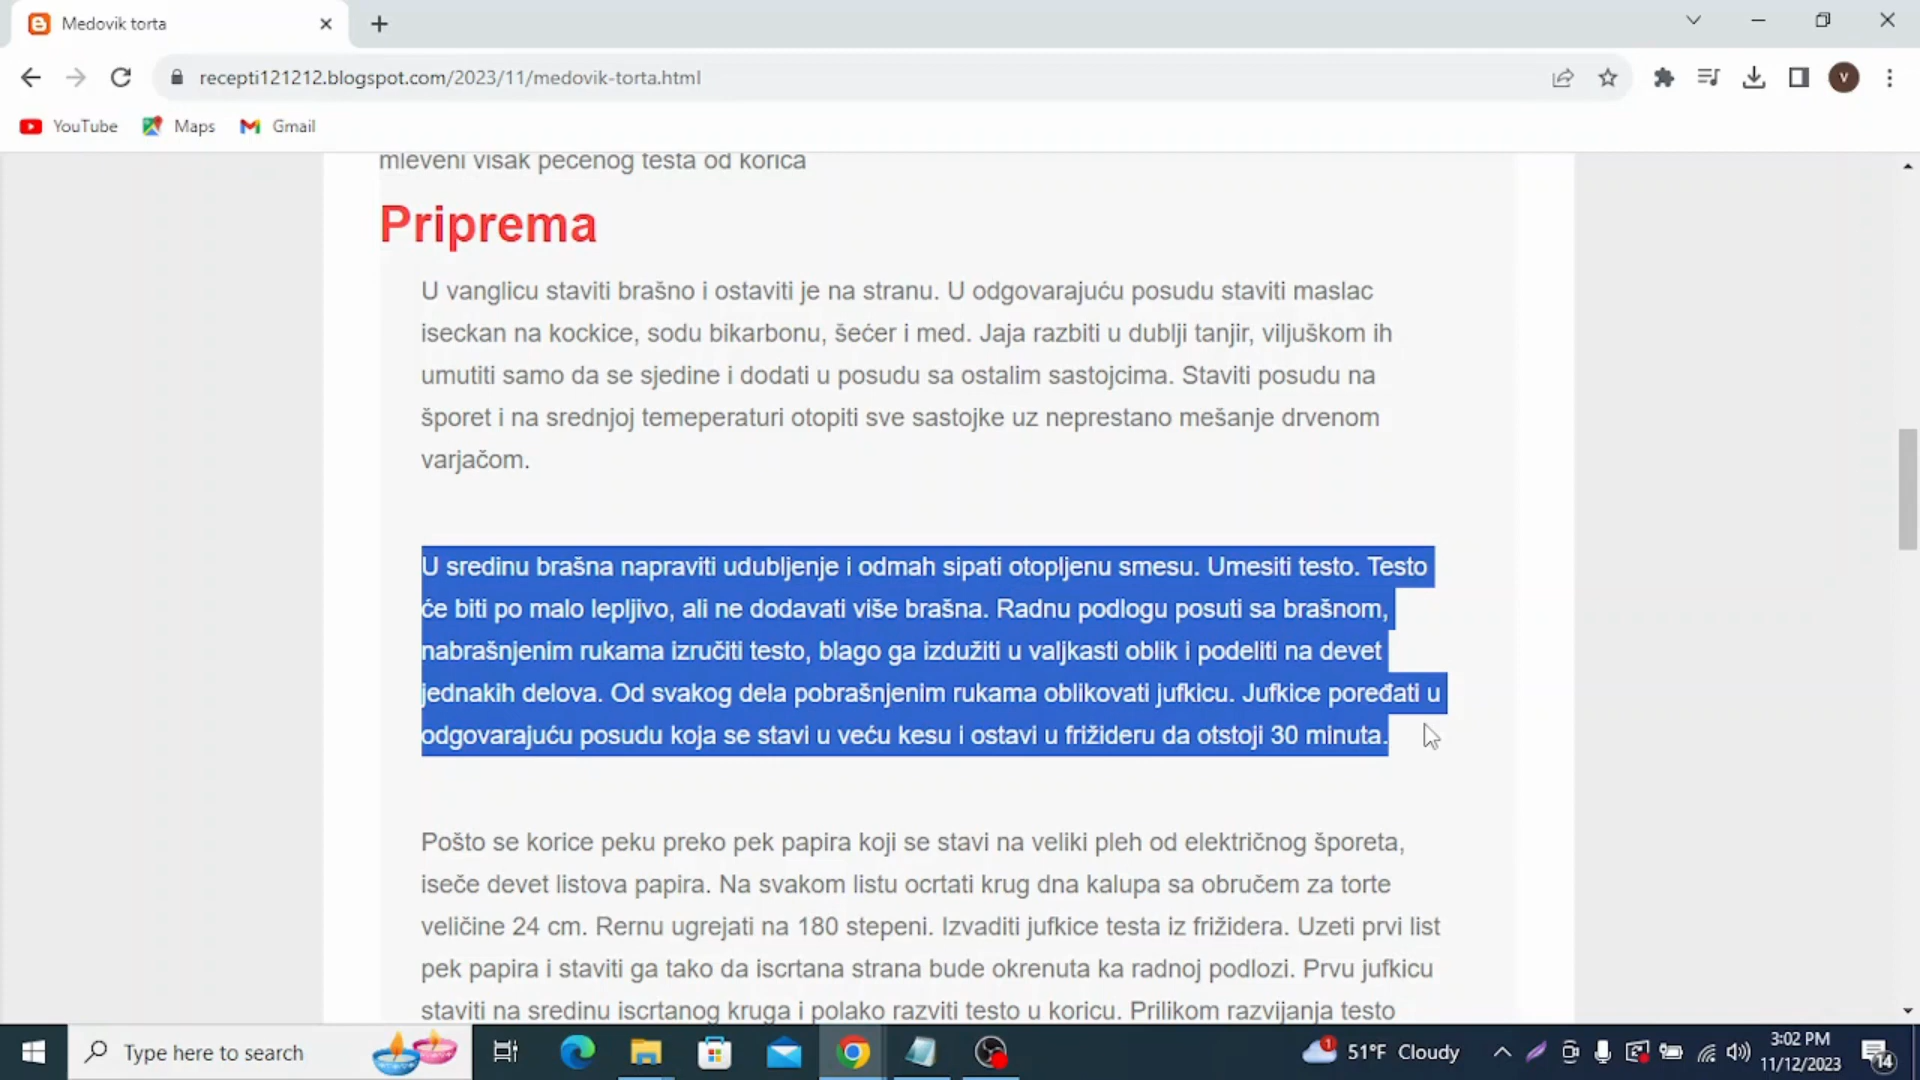 Medovik torta
recepti121212.blogspot.com/2023/11/medovik-torta.html
V
YouTube
Maps
Gmail
mleveni višak pečenog testa od korica
Priprema
U vanglicu staviti brašno i ostaviti je na stranu. U odgovarajuću posudu staviti maslac
iseckan na kockice, sodu bikarbonu, šećer i med. Jaja razbiti u dublji tanjir, viljuškom ih
umutiti samo da se sjedine i dodati u posudu sa ostalim sastojcima. Staviti posudu na
šporet i na srednjoj temeperaturi otopiti sve sastojke uz neprestano mešanje drvenom
varjačom.
U sredinu brašna napraviti udubljenje i odmah sipati otopljenu smesu. Umesiti testo. Testo
će biti po malo lepljivo, ali ne dodavati više brašna. Radnu podlogu posuti sa brašnom,
nabrašnjenim rukama izručiti testo, blago ga izdužiti u valjkasti oblik i podeliti na devet
jednakih delova. Od svakog dela pobrašnjenim rukama oblikovati jufkicu. Jufkice poređati u
odgovarajuću posudu koja se stavi u veću kesu i ostavi u frižideru da otstoji 30 minuta.
Pošto se korice peku preko pek papira koji se stavi na veliki pleh od električnog šporeta,
iseče devet listova papira. Na svakom listu ocrtati krug dna kalupa sa obručem za torte
veličine 24 cm. Rernu ugrejati na 180 stepeni. Izvaditi jufkice testa iz frižidera. Uzeti prvi list
pek papira i staviti ga tako da iscrtana strana bude okrenuta ka radnoj podlozi. Prvu jufkicu
staviti na sredinu iscrtanog kruga i polako razviti testo u koricu. Prilikom razvijanja testo
Type here to search
1
51°F Cloudy
3:02 PM
11/12/2023
14